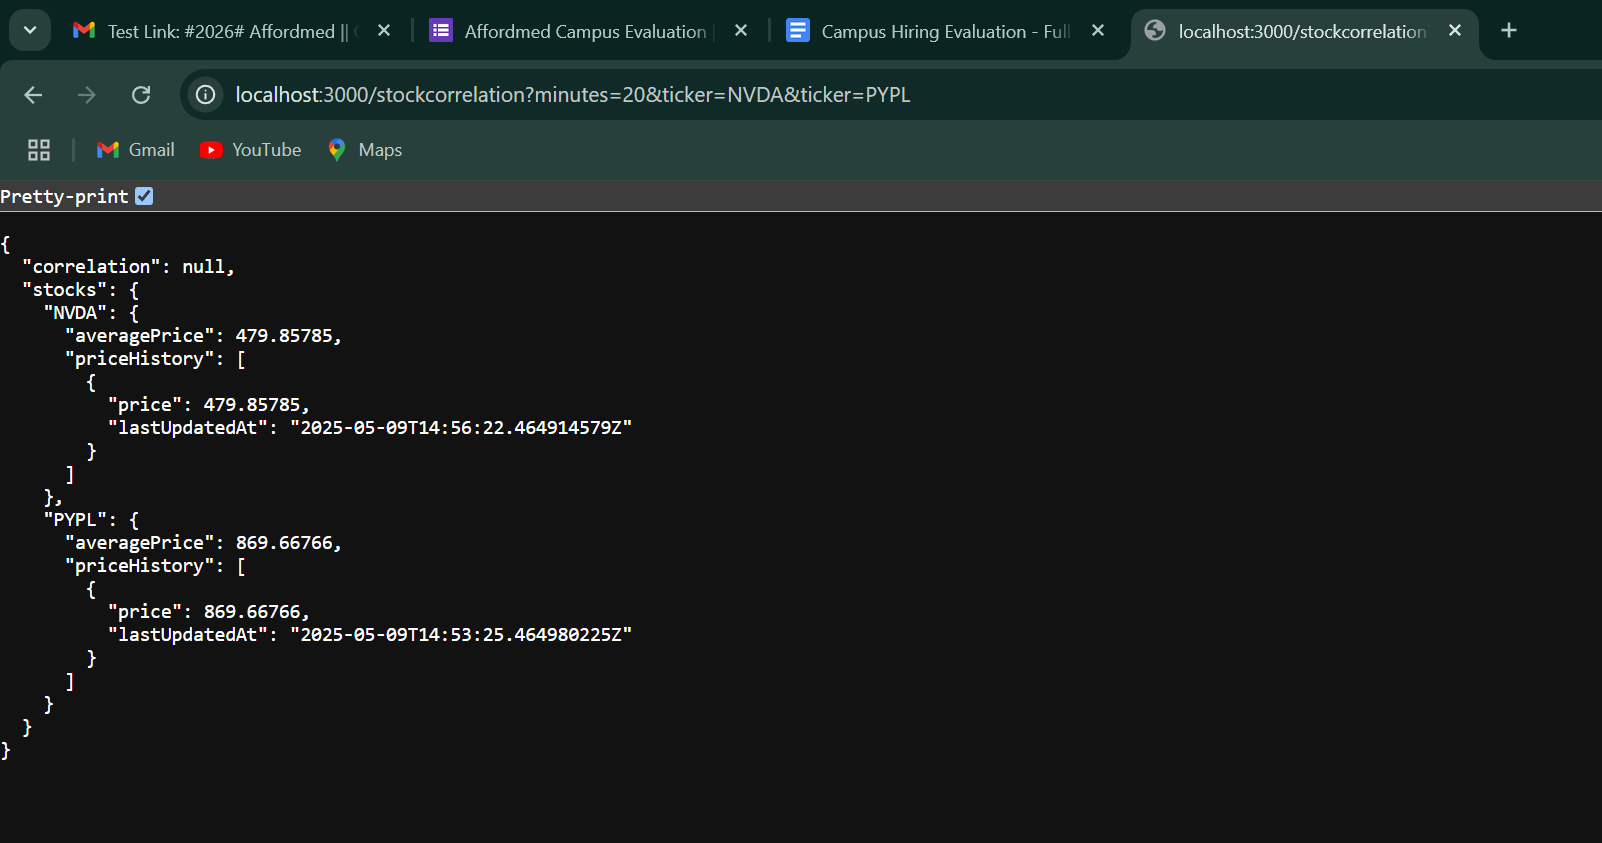 Test Link: #2026# Affordmed ||
Affordmed Campus Evaluation
Campus Hiring Evaluation - Full
localhost:3000/stockcorrelation
localhost:3000/stockcorrelation?minutes=20&ticker=NVDA&ticker=PYPL
Gmail
YouTube
Maps
Pretty-print
{
  "correlation": null,
  "stocks": {
    "NVDA": {
      "averagePrice": 479.85785,
      "priceHistory": [
        {
          "price": 479.85785,
          "lastUpdatedAt": "2025-05-09T14:56:22.464914579Z"
        }
      ]
    },
    "PYPL": {
      "averagePrice": 869.66766,
      "priceHistory": [
        {
          "price": 869.66766,
          "lastUpdatedAt": "2025-05-09T14:53:25.464980225Z"
        }
      ]
    }
  }
}